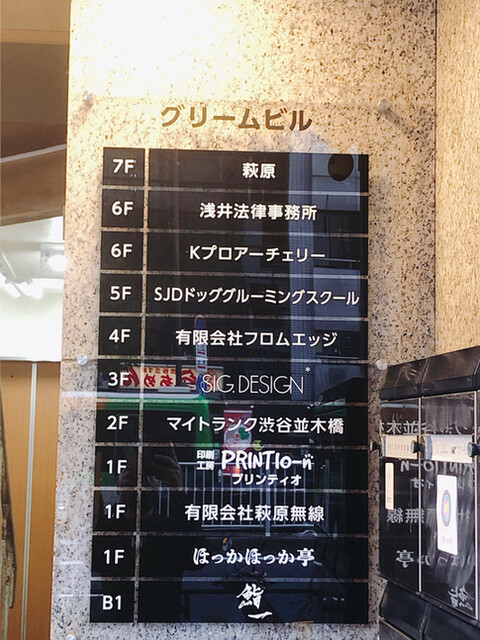 グリームビル
7F 萩原
6F 浅井法律事務所
6F Kプロアーチェリー
5F SJDドッググルーミングスクール
4F 有限会社フロムエッジ
3F SIG.DESIGN*
2F マイトランク渋谷並木橋
1F 印刷工房 PRINTIO-n プリンティオ
1F 有限会社萩原無線
1F ほっかほっか亭
B1 鮨一